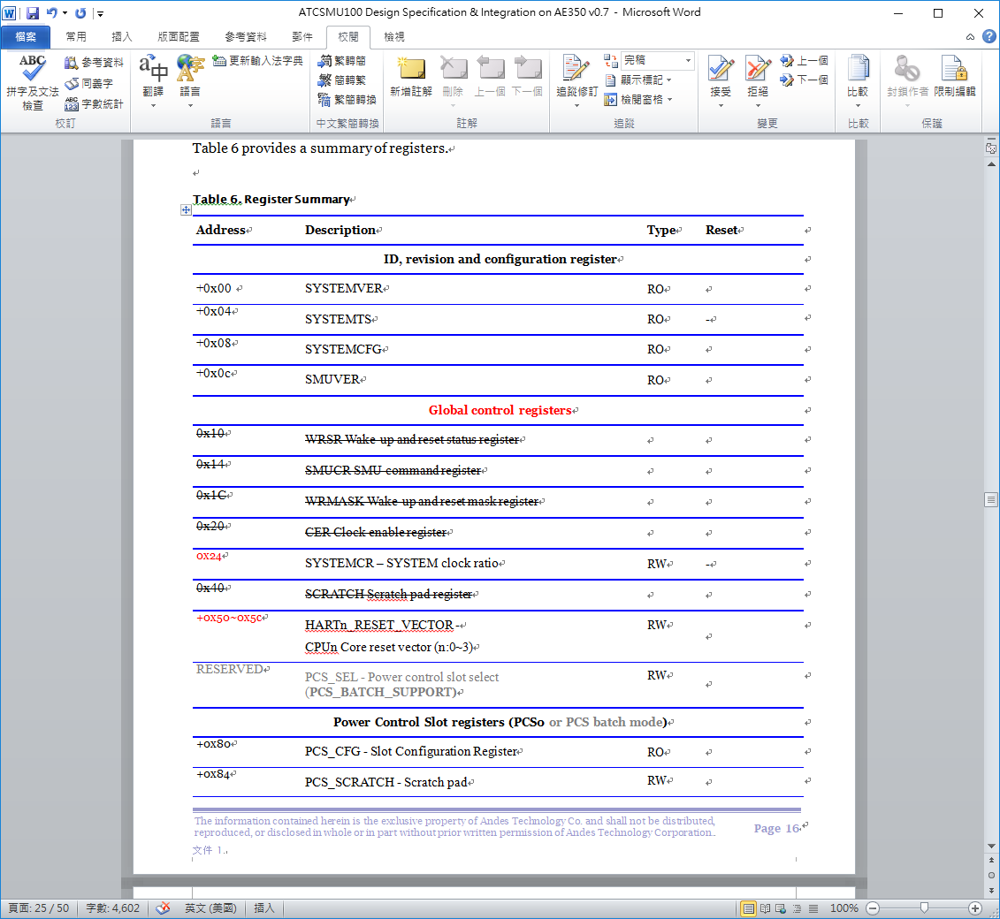 ATCSMU100 Design Specification & Integration on AE350 v0.7 - Microsoft Word
檔案 常用 插入 版面配置 參考資料 郵件 校閱 檢視
拼字及文法檢查 參考資料 同義字 字數統計 翻譯 語言 更新輸入法字典 繁轉簡 簡轉繁 繁簡轉換 新增註解 刪除 上一個 下一個 追蹤修訂 完稿 顯示標記 檢閱窗格 接受 拒絕 上一個 下一個 比較 封鎖作者 限制編輯
校訂 語言 中文繁簡轉換 註解 追蹤 變更 比較 保護
Table 6 provides a summary of registers.
Table 6. Register Summary
Address Description Type Reset
ID, revision and configuration register
+0x00 SYSTEMVER RO
+0x04 SYSTEMTS RO -
+0x08 SYSTEMCFG RO
+0x0c SMUVER RO
Global control registers
0x10 WRSR Wake-up and reset status register
0x14 SMUCR SMU command register
0x1C WRMASK Wake-up and reset mask register
0x20 CER Clock enable register
0x24 SYSTEMCR – SYSTEM clock ratio RW -
0x40 SCRATCH Scratch pad register
+0x50~0x5c HARTn_RESET_VECTOR - RW
CPUn Core reset vector (n:0~3)
RESERVED PCS_SEL - Power control slot select RW
(PCS_BATCH_SUPPORT)
Power Control Slot registers (PCS0 or PCS batch mode)
+0x80 PCS_CFG - Slot Configuration Register RO
+0x84 PCS_SCRATCH - Scratch pad RW
The information contained herein is the exclusive property of Andes Technology Co. and shall not be distributed,
reproduced, or disclosed in whole or in part without prior written permission of Andes Technology Corporation.
Page 16
文件 1.
頁面: 25 / 50 字數: 4,602 英文 (美國) 插入 100%